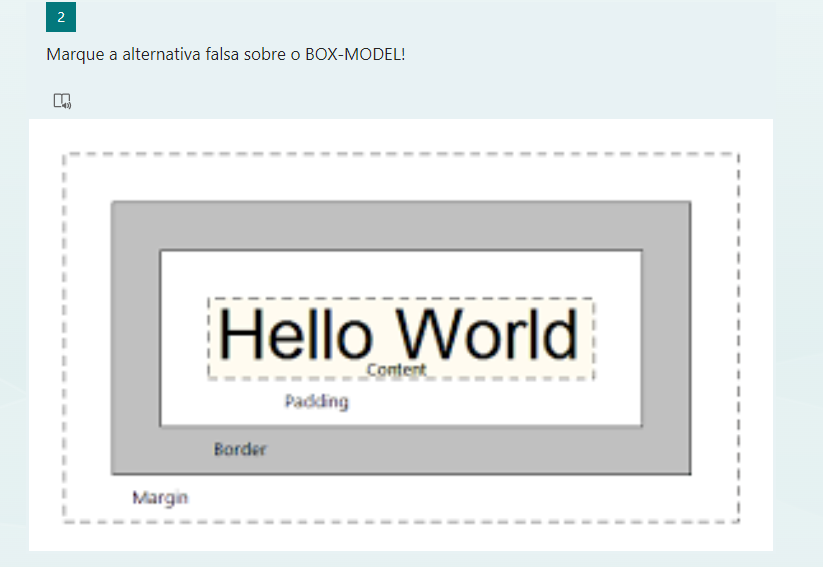 2
Marque a alternativa falsa sobre o BOX-MODEL!
Hello World
Content
Padding
Border
Margin